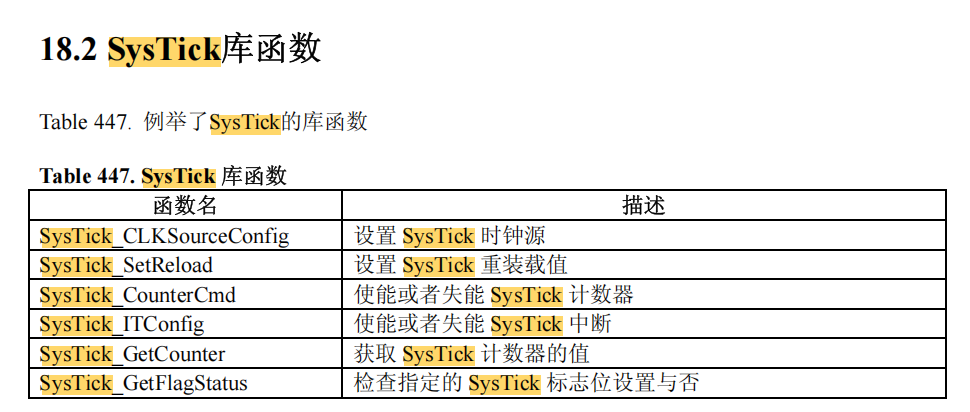 18.2 SysTick库函数
Table 447. 例举了SysTick的库函数
Table 447. SysTick 库函数
函数名 描述
SysTick_CLKSourceConfig 设置 SysTick 时钟源
SysTick_SetReload 设置 SysTick 重装载值
SysTick_CounterCmd 使能或者失能 SysTick 计数器
SysTick_ITConfig 使能或者失能 SysTick 中断
SysTick_GetCounter 获取 SysTick 计数器的值
SysTick_GetFlagStatus 检查指定的 SysTick 标志位设置与否